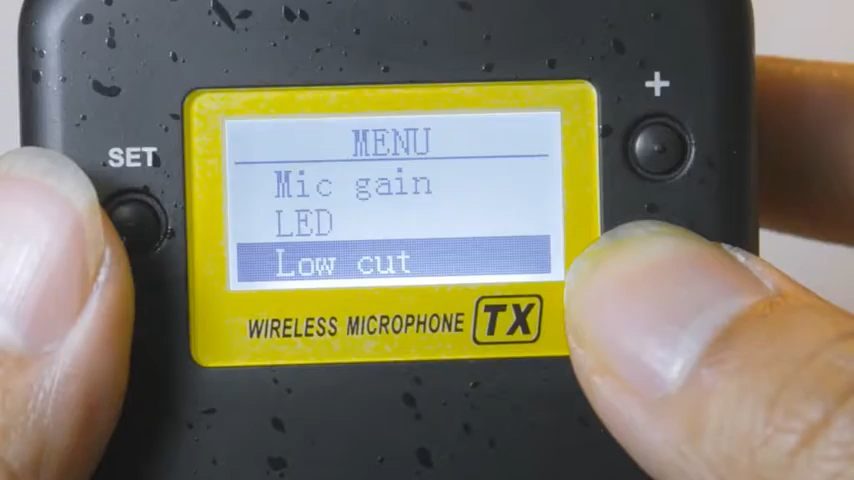 +
SET
MENU
Mic gain
LED
Low cut
WIRELESS MICROPHONE TX